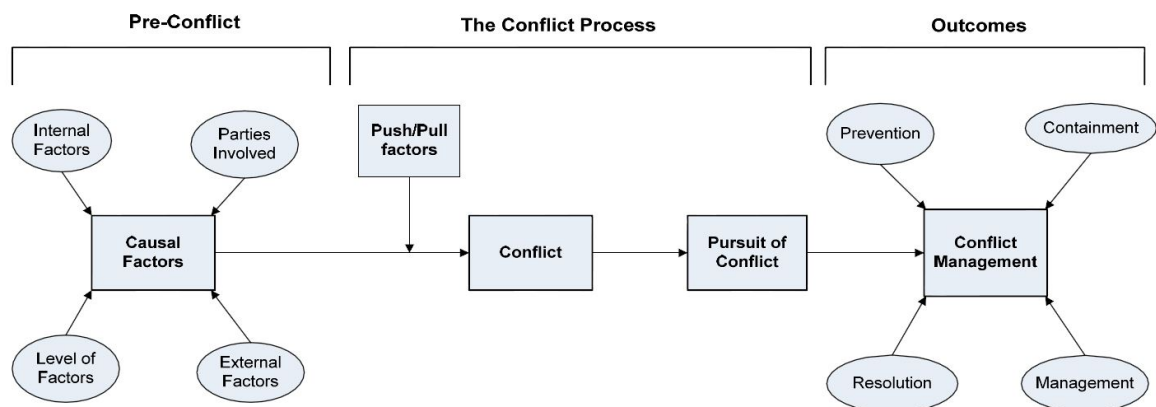 Pre-Conflict
The Conflict Process
Outcomes
Internal
Factors
Parties
Involved
Push/Pull
factors
Prevention
Containment
Causal
Factors
Conflict
Pursuit of
Conflict
Conflict
Management
Level of
Factors
External
Factors
Resolution
Management